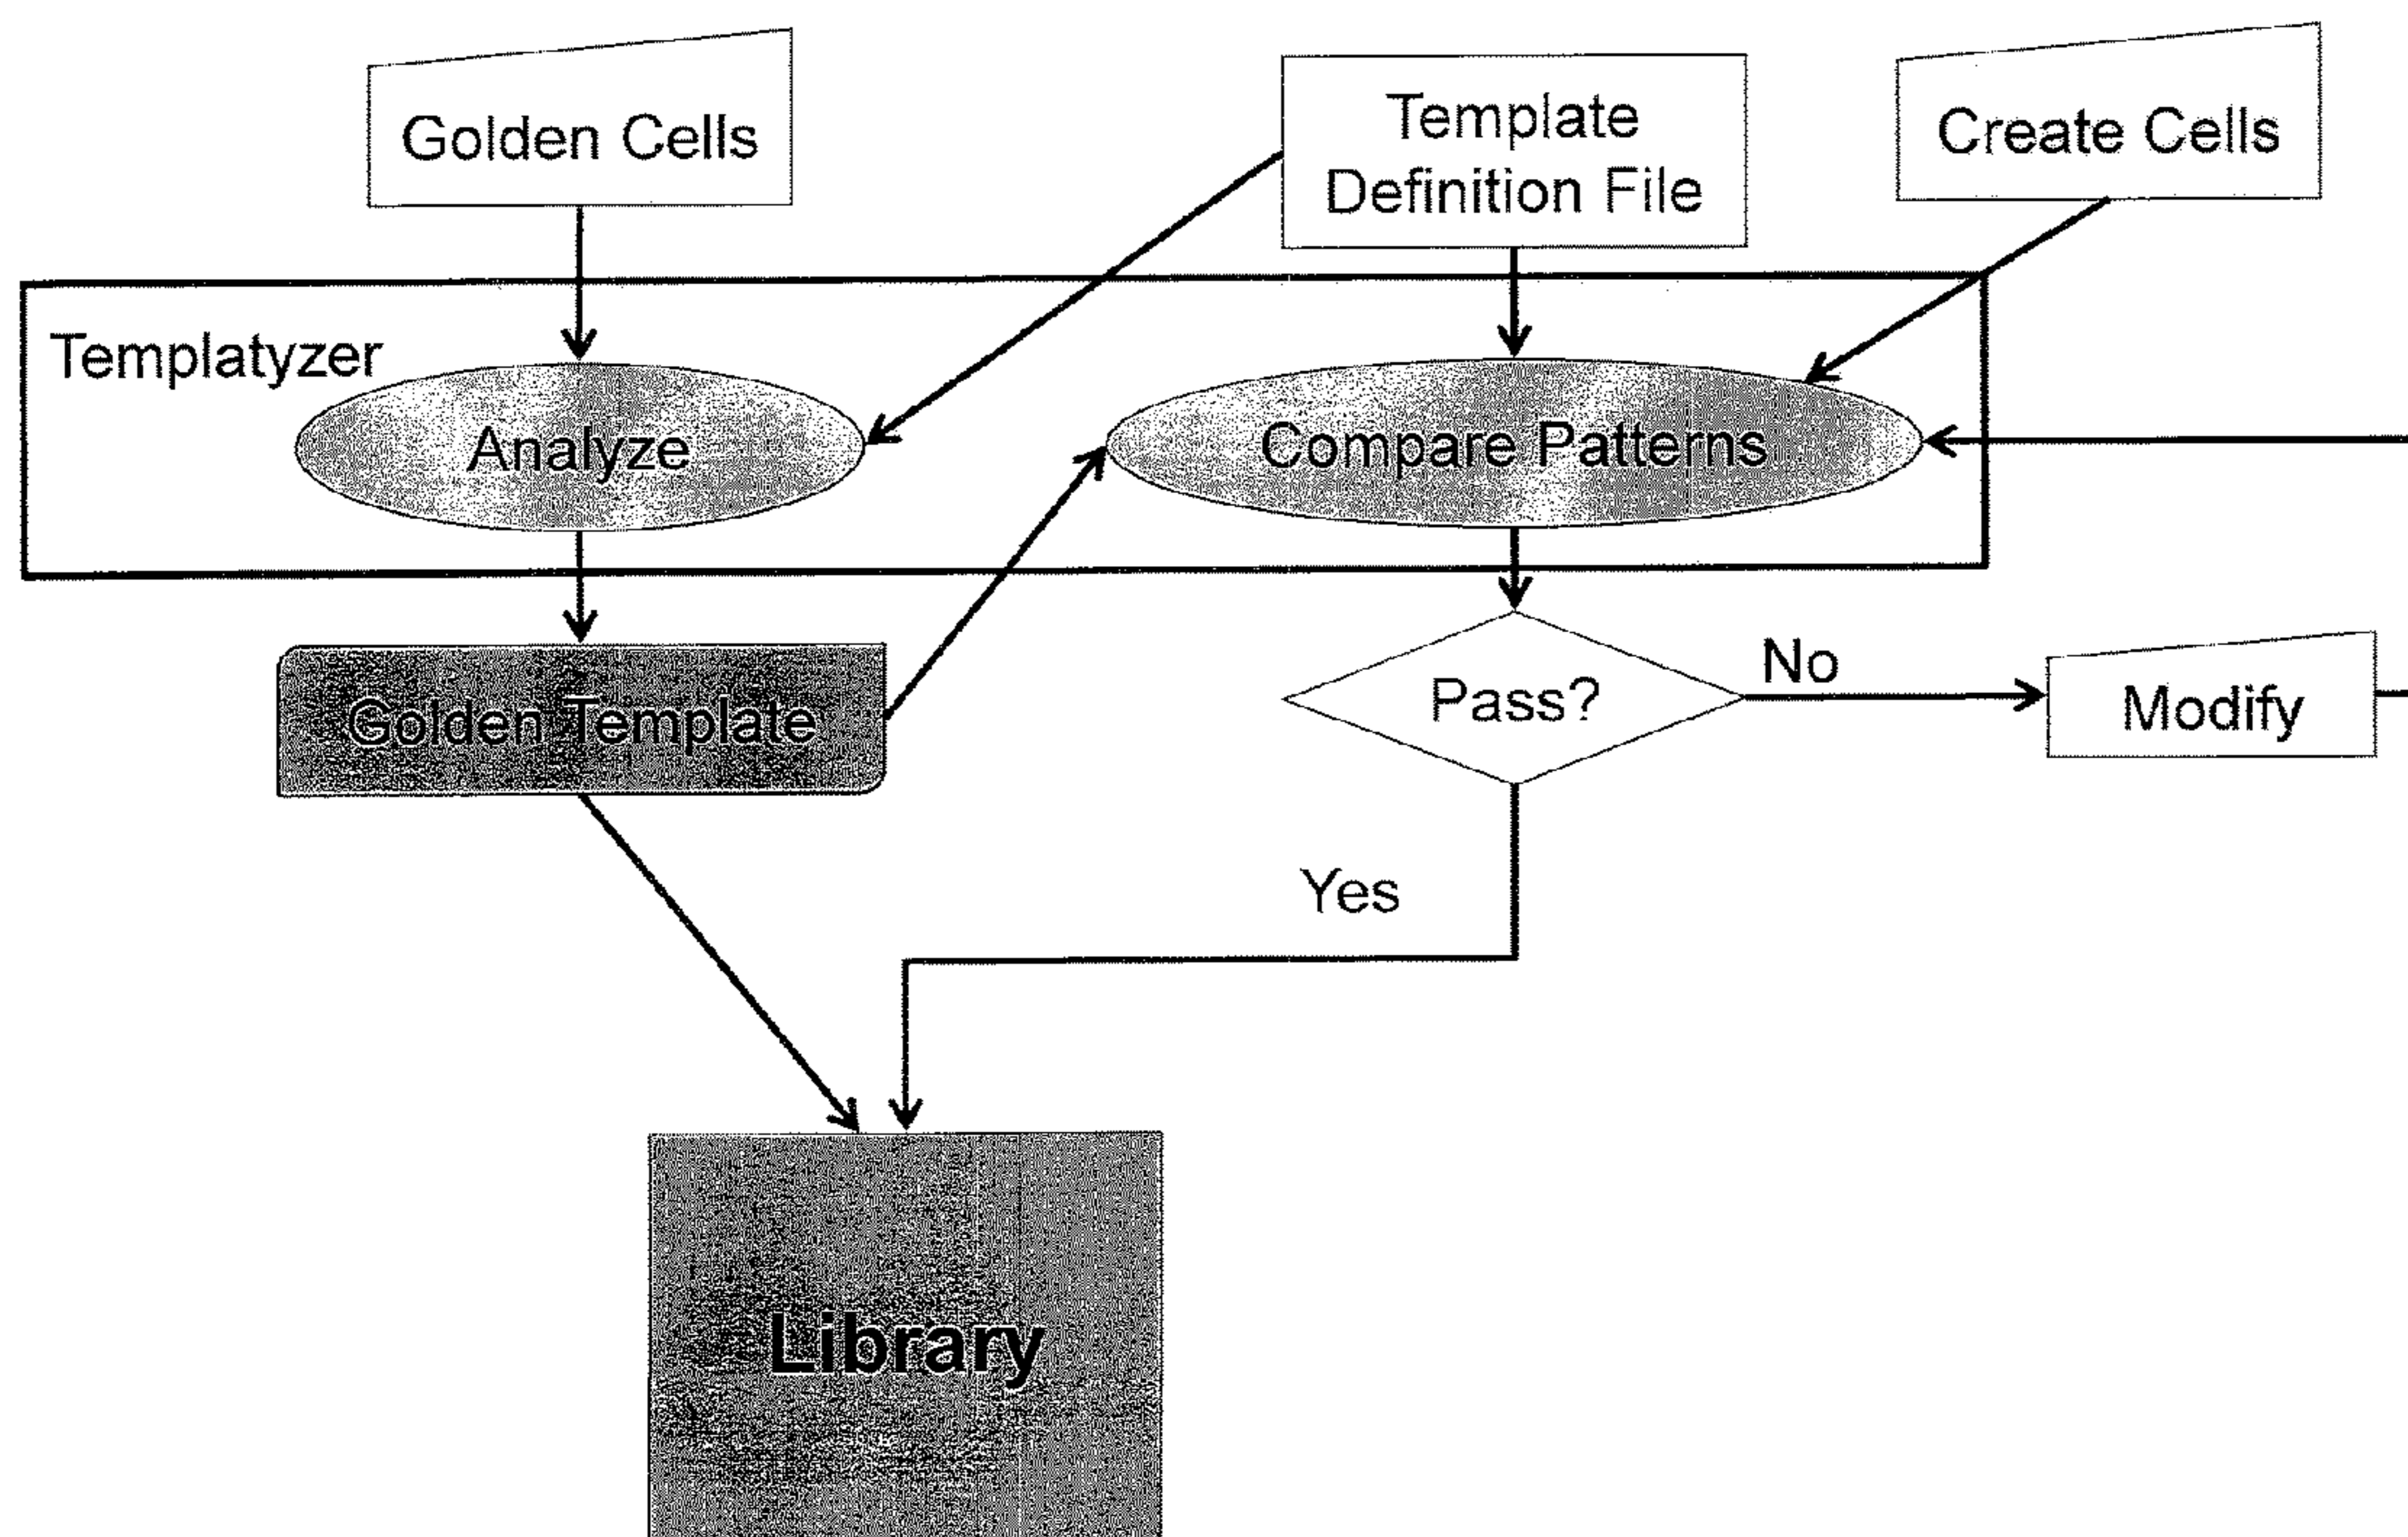 Golden Cells
Template
Definition File
Create Cells
Templatyzer
Analyze
Compare Patterns
Golden Template
Pass?
No
Modify
Yes
Library